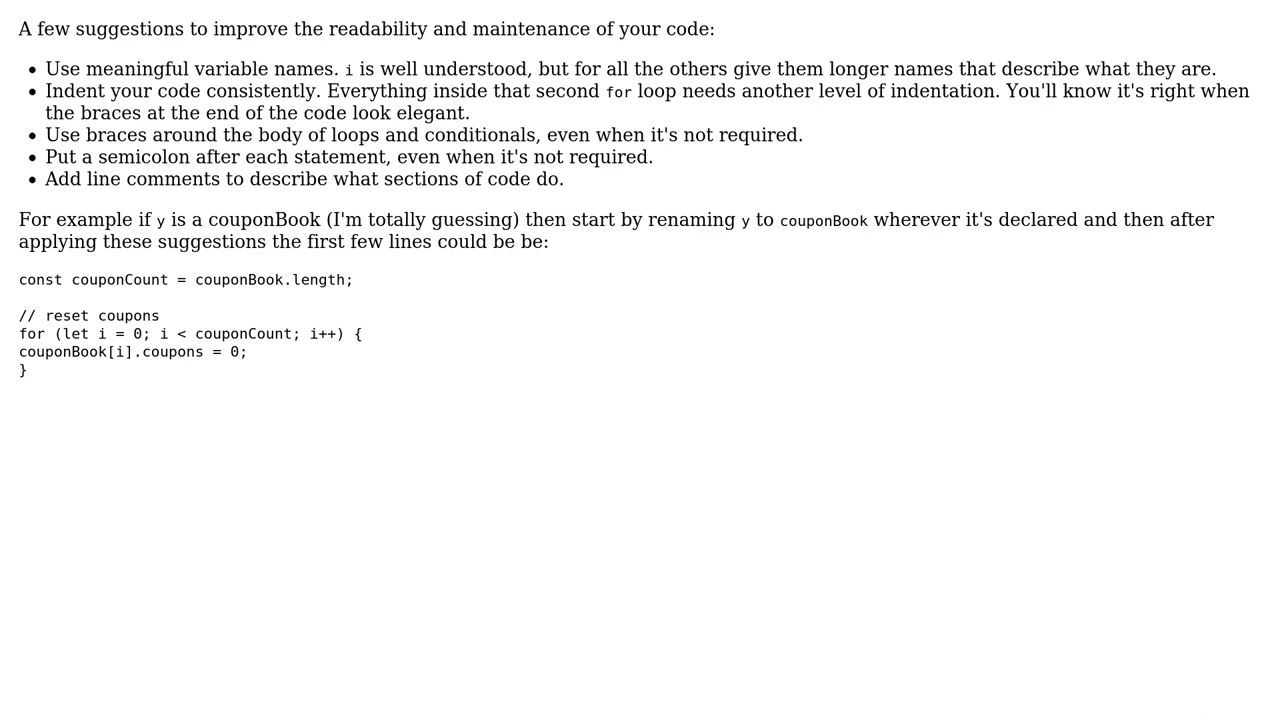 A few suggestions to improve the readability and maintenance of your code:
• Use meaningful variable names. i is well understood, but for all the others give them longer names that describe what they are.
• Indent your code consistently. Everything inside that second for loop needs another level of indentation. You'll know it's right when
the braces at the end of the code look elegant.
• Use braces around the body of loops and conditionals, even when it's not required.
• Put a semicolon after each statement, even when it's not required.
• Add line comments to describe what sections of code do.
For example if y is a couponBook (I'm totally guessing) then start by renaming y to couponBook wherever it's declared and then after
applying these suggestions the first few lines could be be:
const couponCount = couponBook.length;
// reset coupons
for (let i = 0; i < couponCount; i++) {
couponBook[i].coupons = 0;
}